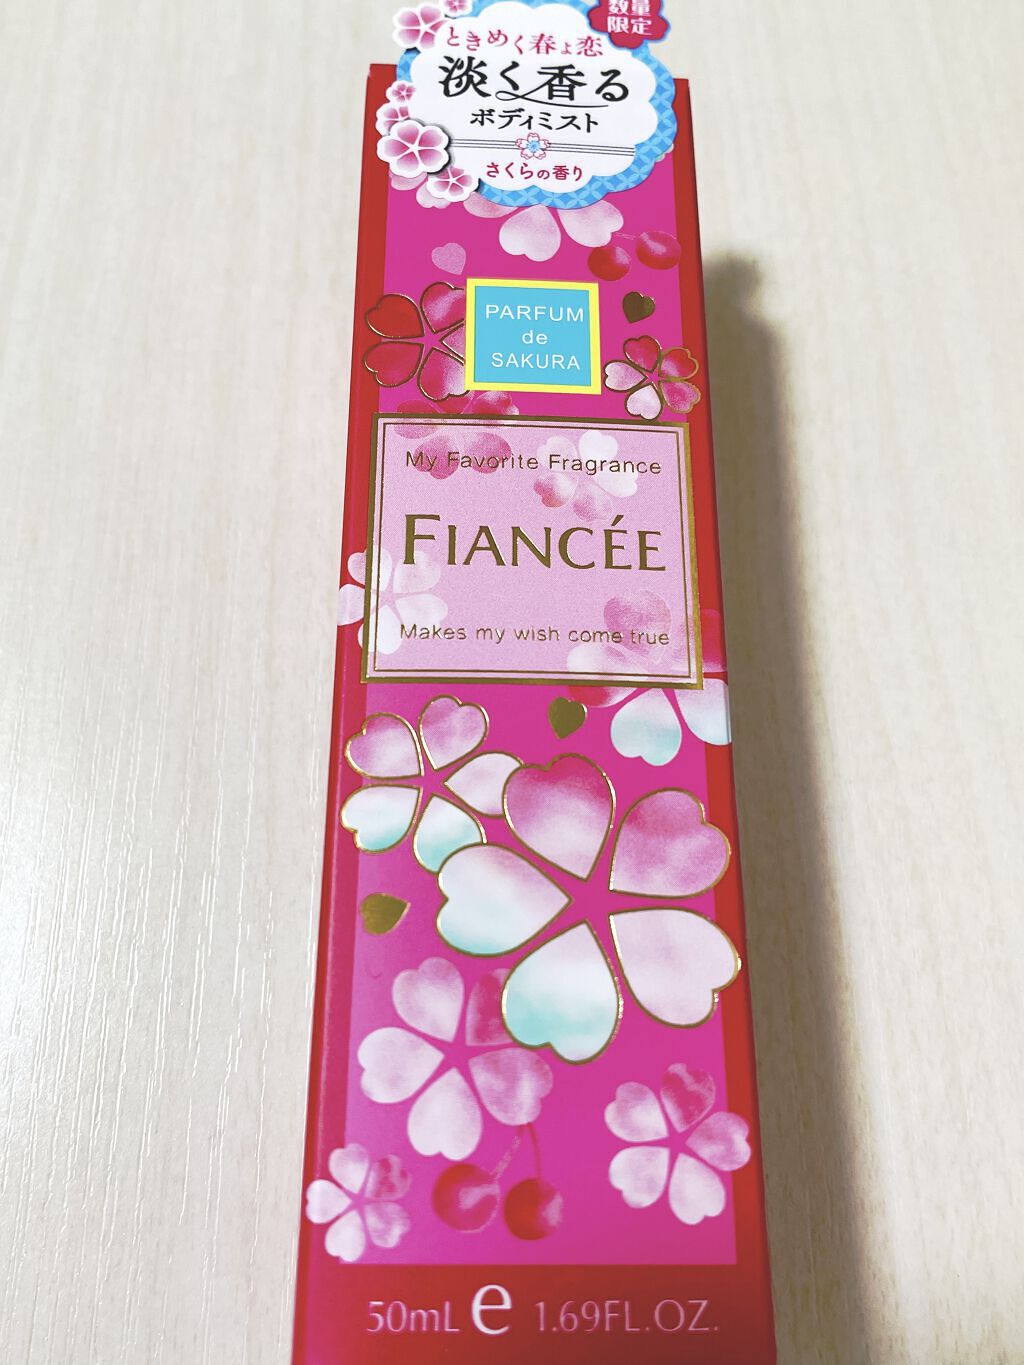 数量
限定
ときめく春よ恋
淡く香る
ボディミスト
さくらの香り
PARFUM
de
SAKURA
My Favorite Fragrance
FIANCÉE
Makes my wish come true
50mL e 1.69FL.OZ.